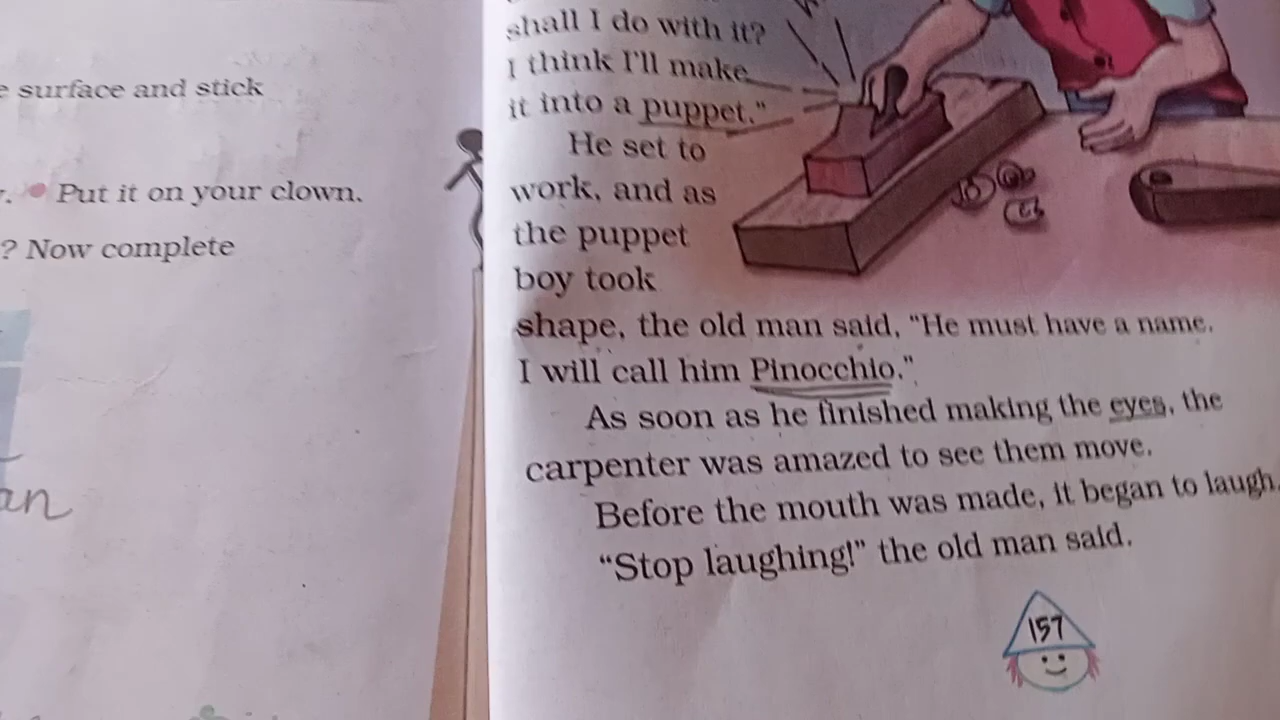 e surface and stick
Put it on your clown.
? Now complete
an
shall I do with it?
I think I'll make
it into a puppet."
He set to
work, and as
the puppet
boy took
shape, the old man said, "He must have a name.
I will call him Pinocchio."
As soon as he finished making the eyes, the
carpenter was amazed to see them move.
Before the mouth was made, it began to laugh.
"Stop laughing!" the old man said.
157